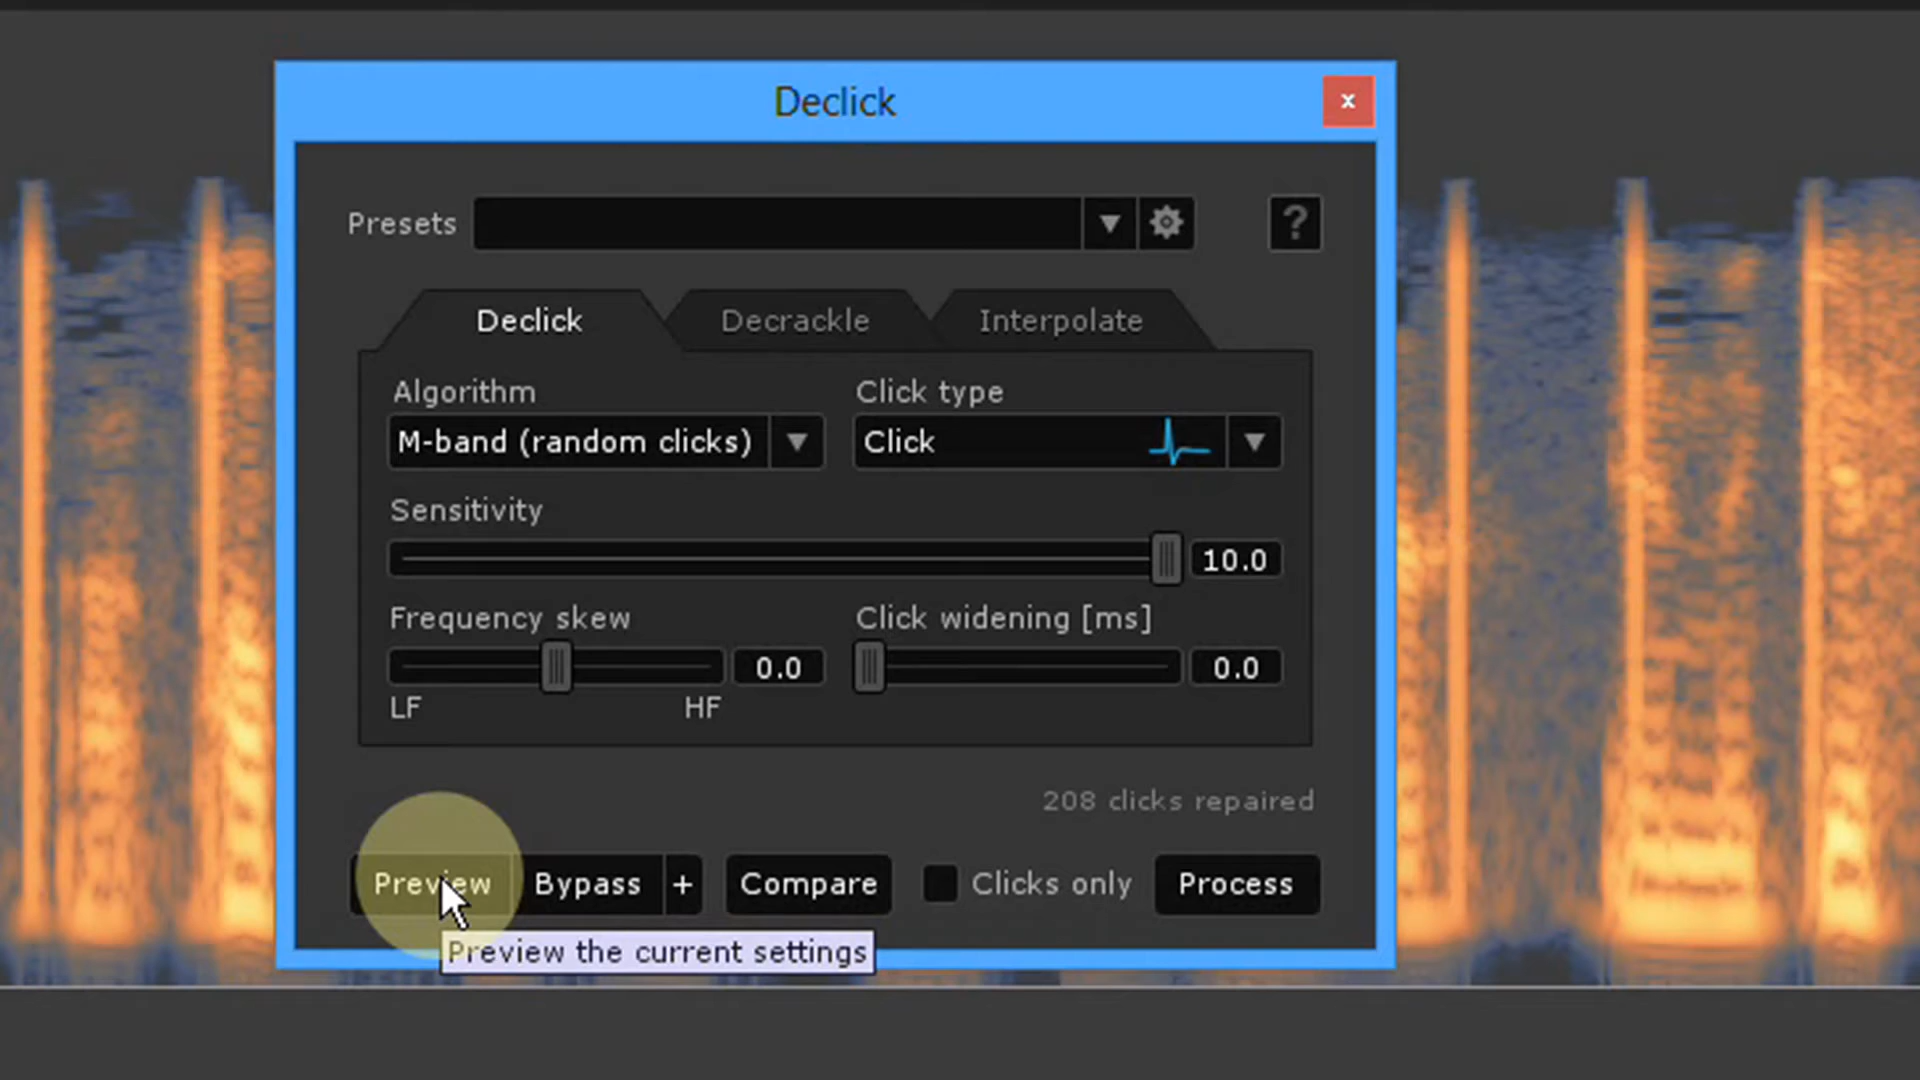 Declick
x
Presets
?
Declick Decrackle Interpolate
Algorithm Click type
M-band (random clicks) Click
Sensitivity
10.0
Frequency skew Click widening [ms]
0.0 0.0
LF HF
208 clicks repaired
Preview Bypass + Compare Clicks only Process
Preview the current settings